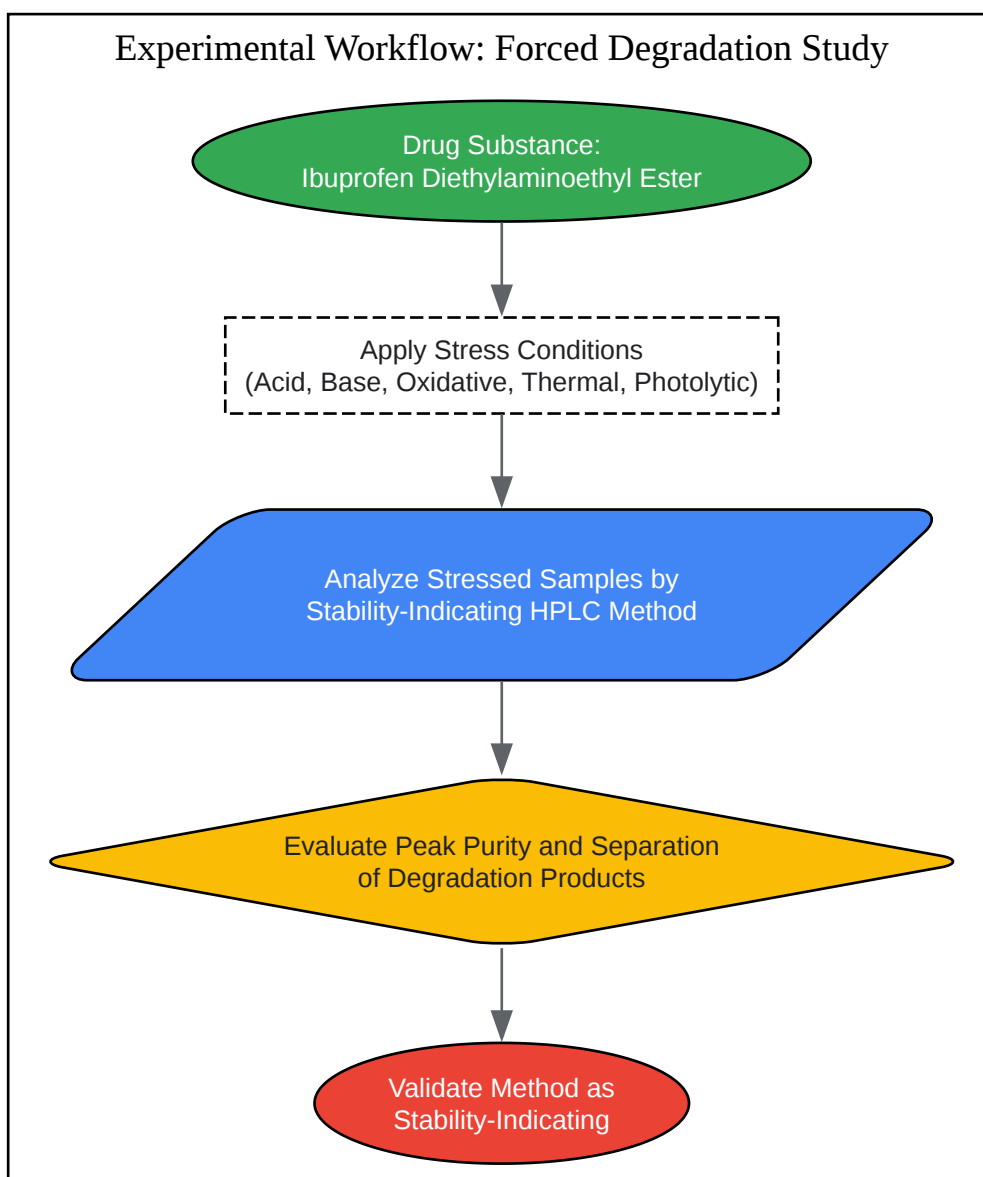 Experimental Workflow: Forced Degradation Study
Drug Substance:
Ibuprofen Diethylaminoethyl Ester
Apply Stress Conditions
(Acid, Base, Oxidative, Thermal, Photolytic)
Analyze Stressed Samples by
Stability-Indicating HPLC Method
Evaluate Peak Purity and Separation
of Degradation Products
Validate Method as
Stability-Indicating